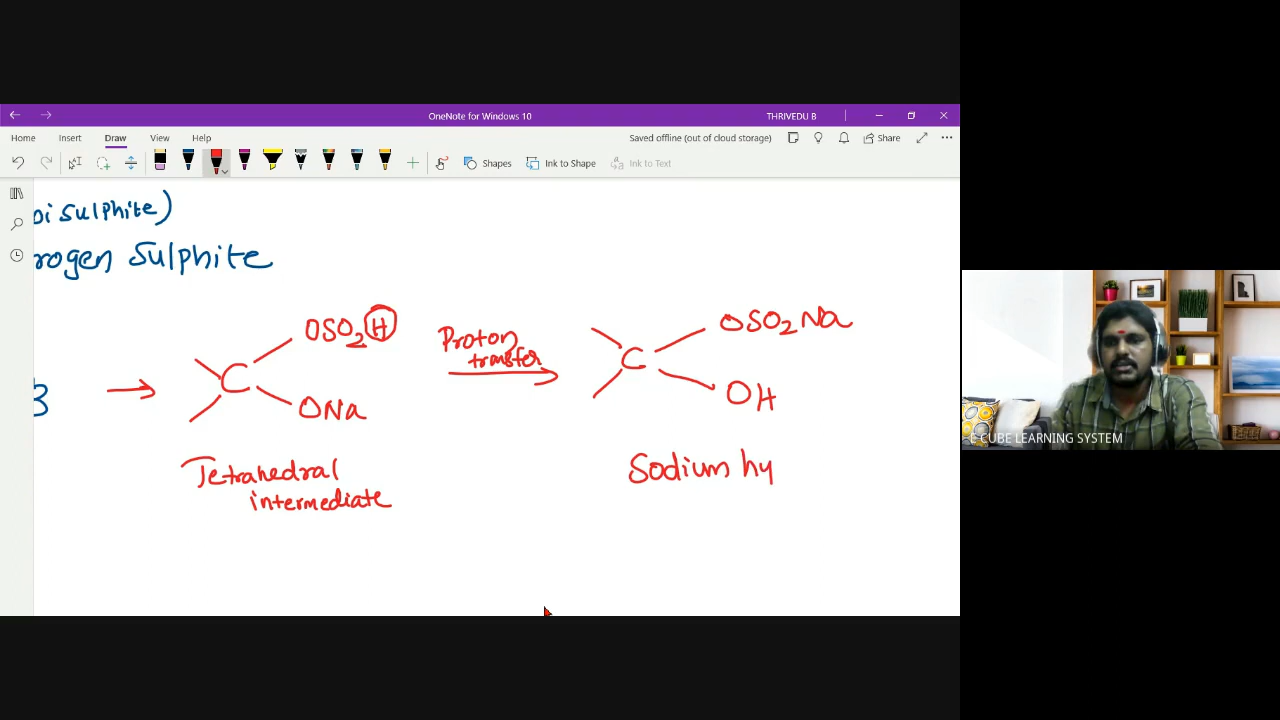 OneNote for Windows 10
THRIVEDU B
Home Insert Draw View Help
Saved offline (out of cloud storage)
Share
Shapes
Ink to Shape
Ink to Text
bi sulphite)
rogen Sulphite
3
C
OSO2H
ONa
Proton
transfer
C
OSO2Na
OH
Tetrahedral
intermediate
Sodium hy
E CUBE LEARNING SYSTEM